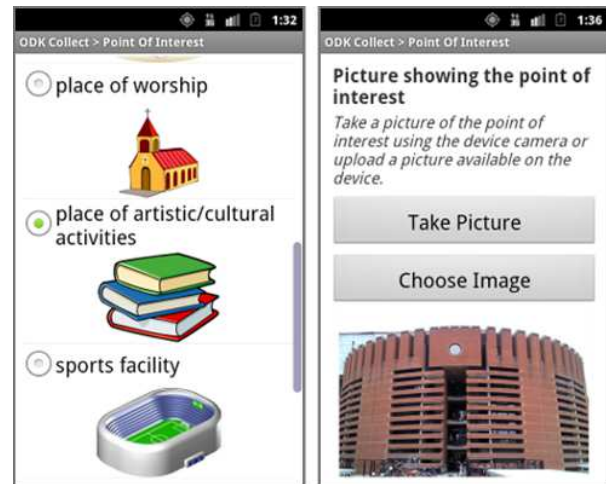 1:32
ODK Collect > Point Of Interest
place of worship
place of artistic/cultural
activities
sports facility
1:36
ODK Collect > Point Of Interest
Picture showing the point of
interest
Take a picture of the point of
interest using the device camera or
upload a picture available on the
device.
Take Picture
Choose Image